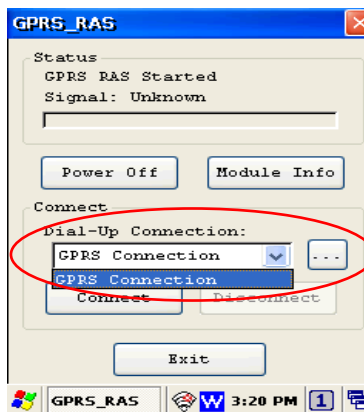 GPRS_RAS
Status
GPRS RAS Started
Signal: Unknown
Power Off Module Info
Connect
Dial-Up Connection:
GPRS Connection ...
GPRS Connection
Connect Disconnect
Exit
GPRS_RAS W 3:20 PM 1